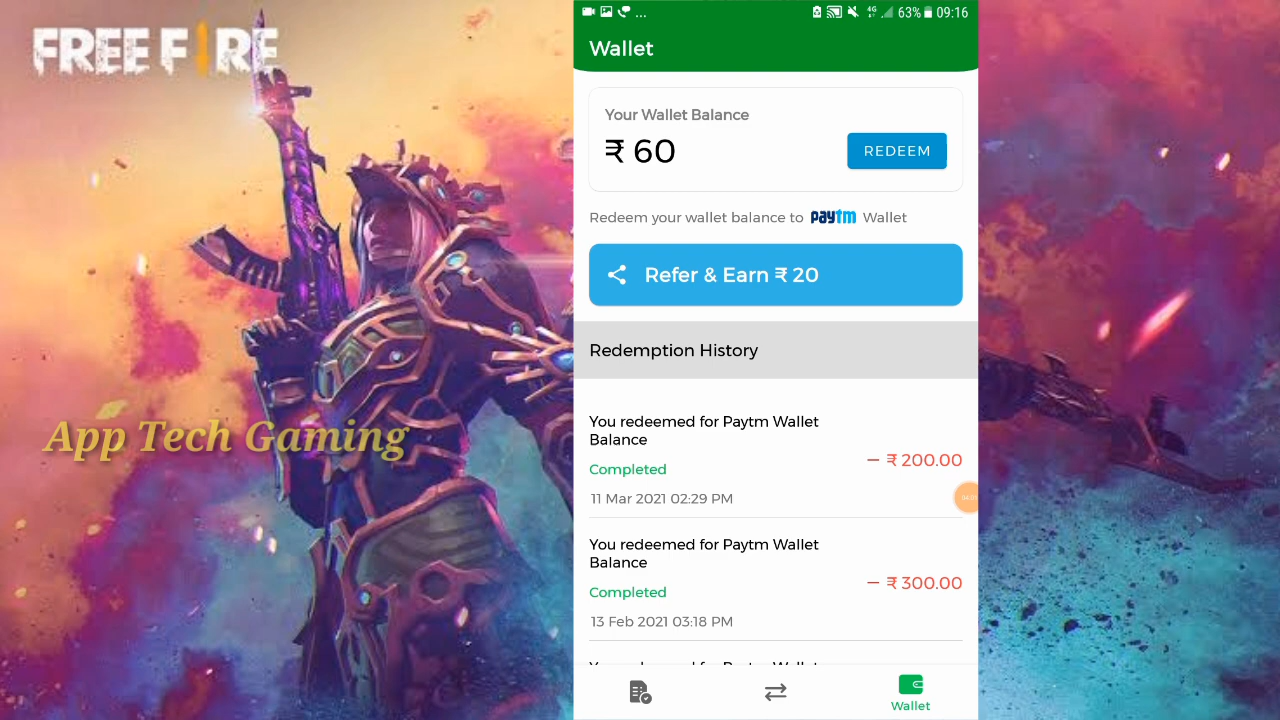 FREE FIRE
App Tech Gaming
... 4G 63% 09:16
Wallet
Your Wallet Balance
₹ 60
REDEEM
Redeem your wallet balance to paytm Wallet
Refer & Earn ₹ 20
Redemption History
You redeemed for Paytm Wallet
Balance
Completed
– ₹ 200.00
11 Mar 2021 02:29 PM
You redeemed for Paytm Wallet
Balance
Completed
– ₹ 300.00
13 Feb 2021 03:18 PM
Wallet